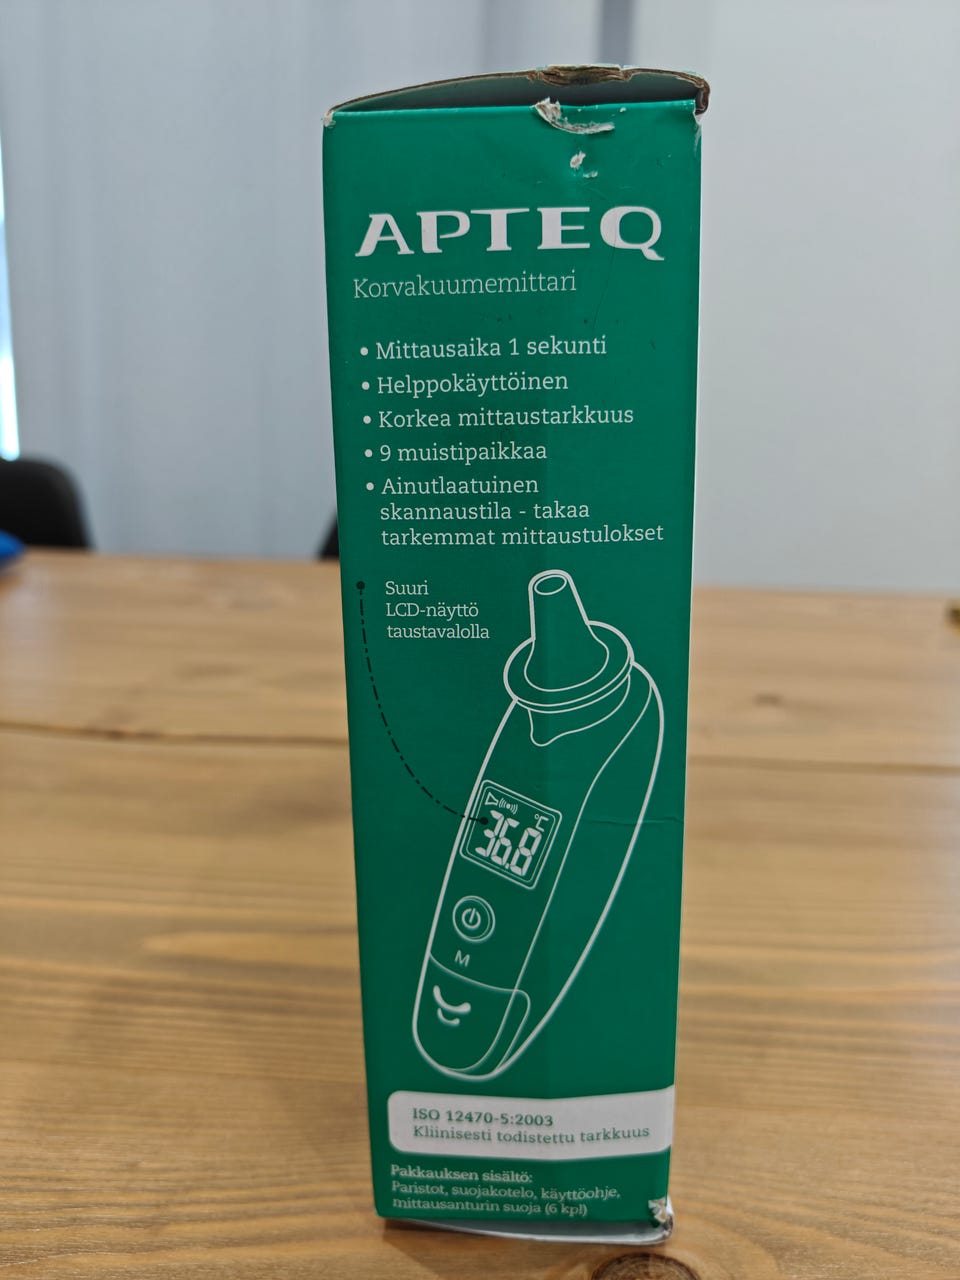 APTEQ
Korvakuumemittari
• Mittausaika 1 sekunti
• Helppokäyttöinen
• Korkea mittaustarkkuus
• 9 muistipaikkaa
• Ainutlaatuinen
skannaustila - takaa
tarkemmat mittaustulokset
Suuri
LCD-näyttö
taustavalolla
°C
36.8
M
ISO 12470-5:2003
Kliinisesti todistettu tarkkuus
Pakkauksen sisältö:
Paristot, suojakotelo, käyttöohje,
mittausanturin suoja (6 kpl)